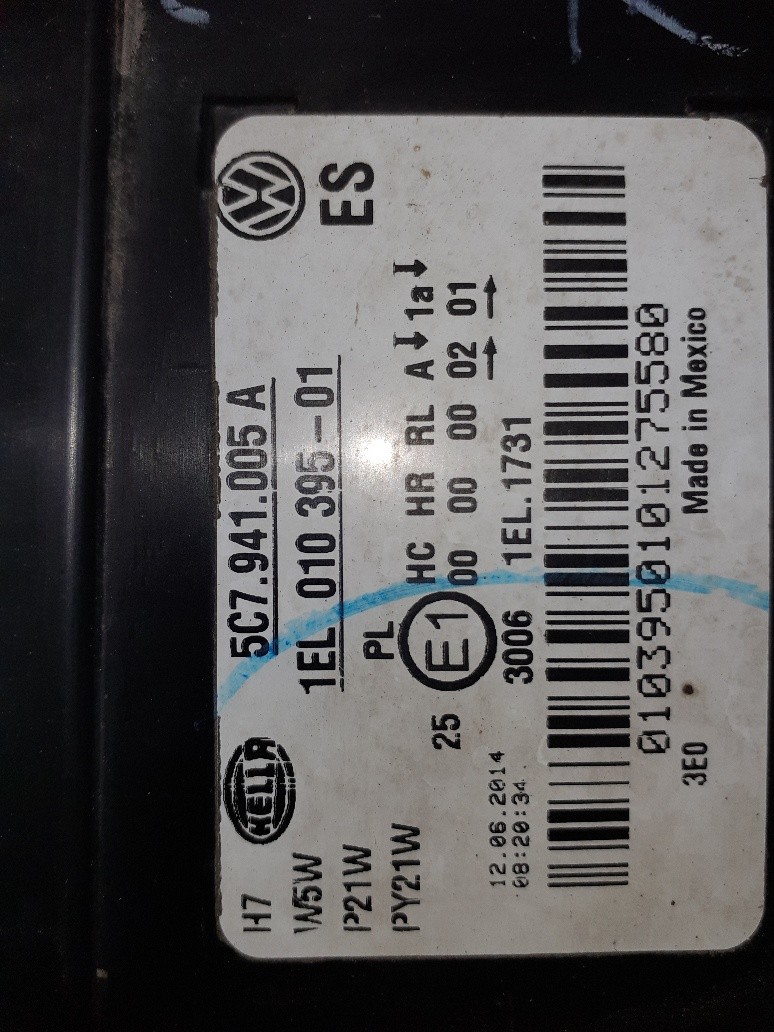 HELLA
5C7.941.005 A
H7
W5W
1EL 010 395-01
ES
P21W
PL
PY21W
HC HR RL A 1a
25 E1 00 00 00 02 01
12.06.2014
08:20:34
3006 1EL.1731
0103950101275580
3E0 Made in Mexico